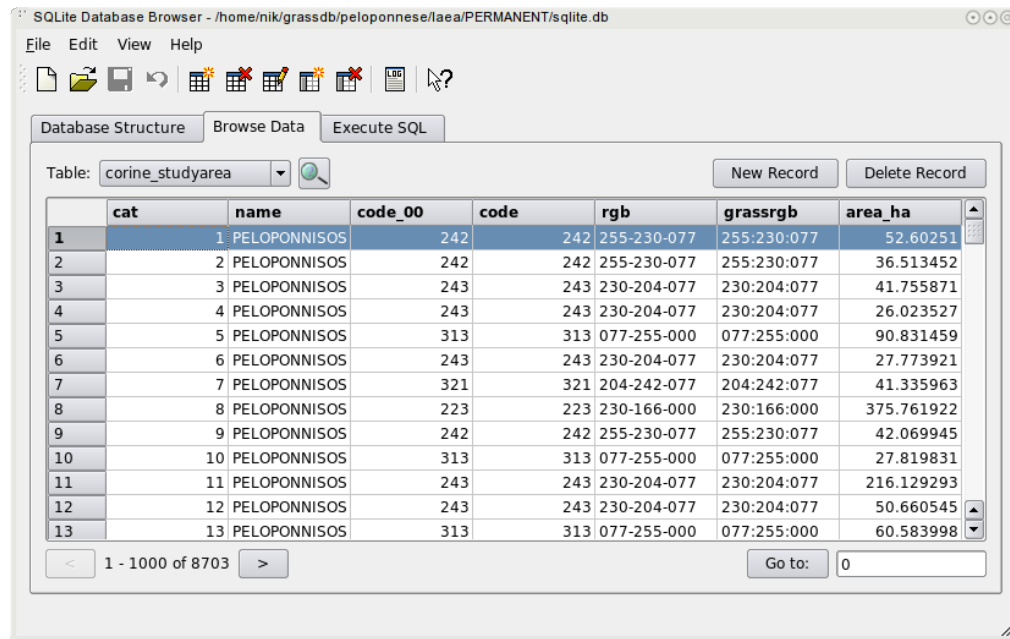 SQLite Database Browser - /home/nik/grassdb/peloponnese/laea/PERMANENT/sqlite.db
File Edit View Help
LOG
Database Structure Browse Data Execute SQL
Table: corine_studyarea New Record Delete Record
cat name code_00 code rgb grassrgb area_ha
1 1 PELOPONNISOS 242 242 255-230-077 255:230:077 52.60251
2 2 PELOPONNISOS 242 242 255-230-077 255:230:077 36.513452
3 3 PELOPONNISOS 243 243 230-204-077 230:204:077 41.755871
4 4 PELOPONNISOS 243 243 230-204-077 230:204:077 26.023527
5 5 PELOPONNISOS 313 313 077-255-000 077:255:000 90.831459
6 6 PELOPONNISOS 243 243 230-204-077 230:204:077 27.773921
7 7 PELOPONNISOS 321 321 204-242-077 204:242:077 41.335963
8 8 PELOPONNISOS 223 223 230-166-000 230:166:000 375.761922
9 9 PELOPONNISOS 242 242 255-230-077 255:230:077 42.069945
10 10 PELOPONNISOS 313 313 077-255-000 077:255:000 27.819831
11 11 PELOPONNISOS 243 243 230-204-077 230:204:077 216.129293
12 12 PELOPONNISOS 243 243 230-204-077 230:204:077 50.660545
13 13 PELOPONNISOS 313 313 077-255-000 077:255:000 60.583998
< 1 - 1000 of 8703 > Go to: 0